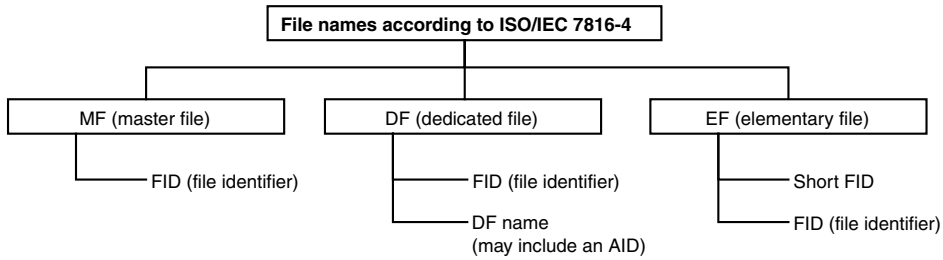 File names according to ISO/IEC 7816-4
MF (master file)
DF (dedicated file)
EF (elementary file)
FID (file identifier)
FID (file identifier)
DF name
(may include an AID)
Short FID
FID (file identifier)